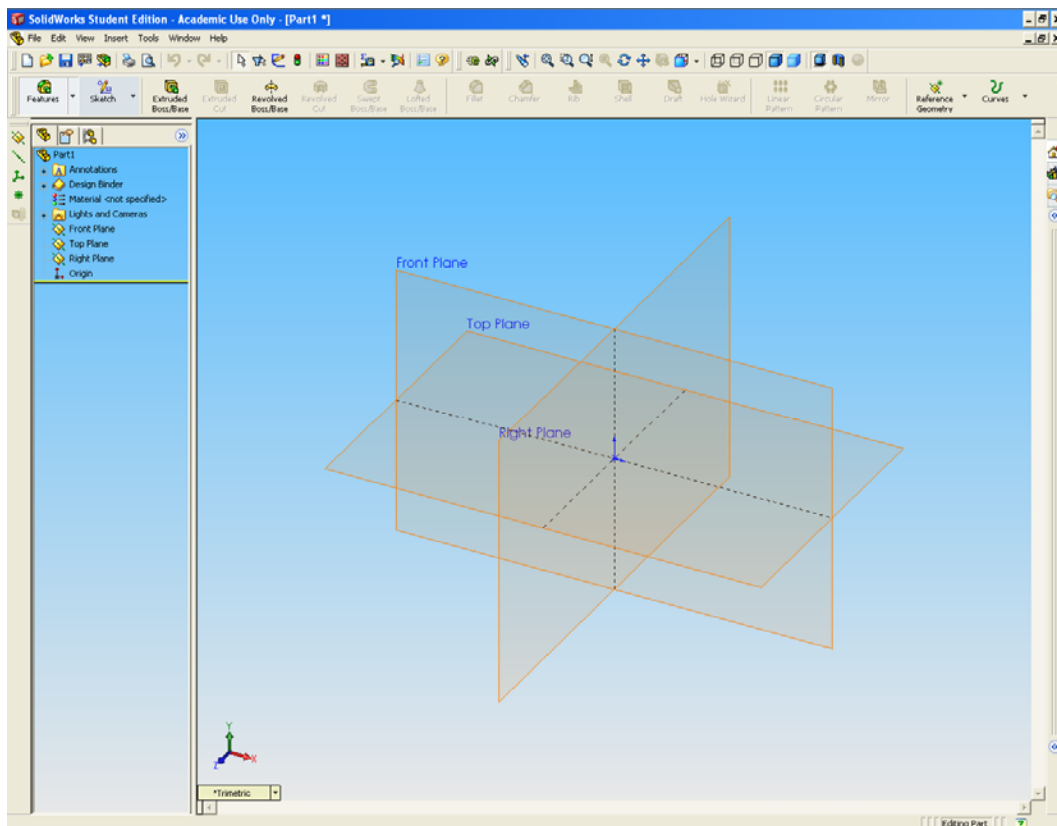 SolidWorks Student Edition - Academic Use Only - [Part1 *]
File Edit View Insert Tools Window Help
Features Sketch Extruded Boss/Base Extruded Cut Revolved Boss/Base Revolved Cut Swept Boss/Base Lofted Boss/Base Fillet Chamfer Rib Shell Draft Hole Wizard Linear Pattern Circular Pattern Mirror Reference Geometry Curves
Part1
Annotations
Design Binder
Material <not specified>
Lights and Cameras
Front Plane
Top Plane
Right Plane
Origin
Front Plane
Top Plane
Right Plane
Y
X
Z
*Trimetric
Editing Part